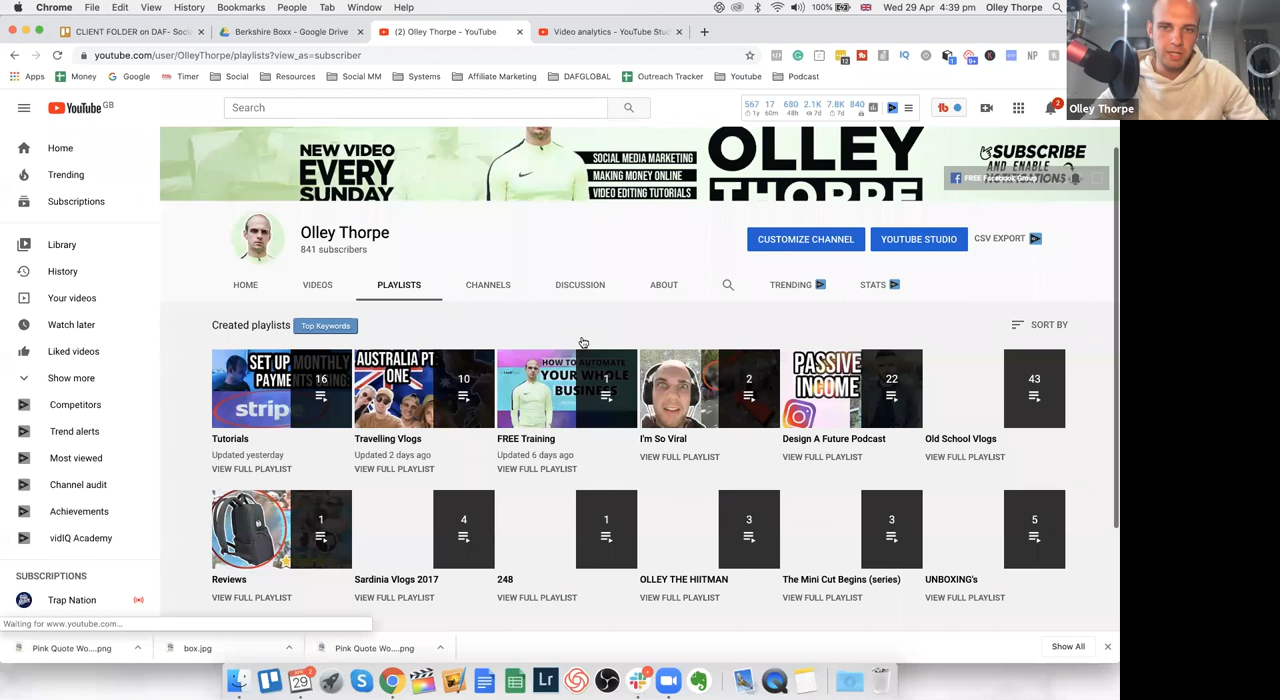 Chrome File Edit View History Bookmarks People Tab Window Help 100% Wed 29 Apr 4:39 pm Olley Thorpe
CLIENT FOLDER on DAF- Soci Berkshire Boxx - Google Drive (2) Olley Thorpe - YouTube Video analytics - YouTube Stu
youtube.com/user/OlleyThorpe/playlists?view_as=subscriber
Apps Money Google Timer Social Resources Social MM Systems Affiliate Marketing DAFGLOBAL Outreach Tracker Youtube Podcast
Olley Thorpe
YouTube GB
Search
567 17 680 2.1K 7.8K 840
1y 60m 48h 7d 7d
2
Home
Trending
Subscriptions
Library
History
Your videos
Watch later
Liked videos
Show more
Competitors
Trend alerts
Most viewed
Channel audit
Achievements
vidIQ Academy
SUBSCRIPTIONS
Trap Nation
NEW VIDEO
EVERY
SUNDAY
SOCIAL MEDIA MARKETING
MAKING MONEY ONLINE
VIDEO EDITING TUTORIALS
OLLEY
THORPE
SUBSCRIBE
AND ENABLE
FREE Facebook Group
Olley Thorpe
841 subscribers
CUSTOMIZE CHANNEL YOUTUBE STUDIO CSV EXPORT
HOME VIDEOS PLAYLISTS CHANNELS DISCUSSION ABOUT TRENDING STATS
Created playlists Top Keywords SORT BY
SET UP MONTHLY
PAYMENTS USING:
stripe
16
Tutorials
Updated yesterday
VIEW FULL PLAYLIST
AUSTRALIA PT.
ONE
10
Travelling Vlogs
Updated 2 days ago
VIEW FULL PLAYLIST
HOW TO AUTOMATE
YOUR WHOLE
BUSINESS
1
FREE Training
Updated 6 days ago
VIEW FULL PLAYLIST
2
I'm So Viral
VIEW FULL PLAYLIST
PASSIVE
INCOME
22
Design A Future Podcast
VIEW FULL PLAYLIST
43
Old School Vlogs
VIEW FULL PLAYLIST
1
Reviews
VIEW FULL PLAYLIST
4
Sardinia Vlogs 2017
VIEW FULL PLAYLIST
1
248
VIEW FULL PLAYLIST
3
OLLEY THE HIITMAN
VIEW FULL PLAYLIST
3
The Mini Cut Begins (series)
VIEW FULL PLAYLIST
5
UNBOXING's
VIEW FULL PLAYLIST
Waiting for www.youtube.com...
Pink Quote Wo....png box.jpg Pink Quote Wo....png Show All
29
Lr